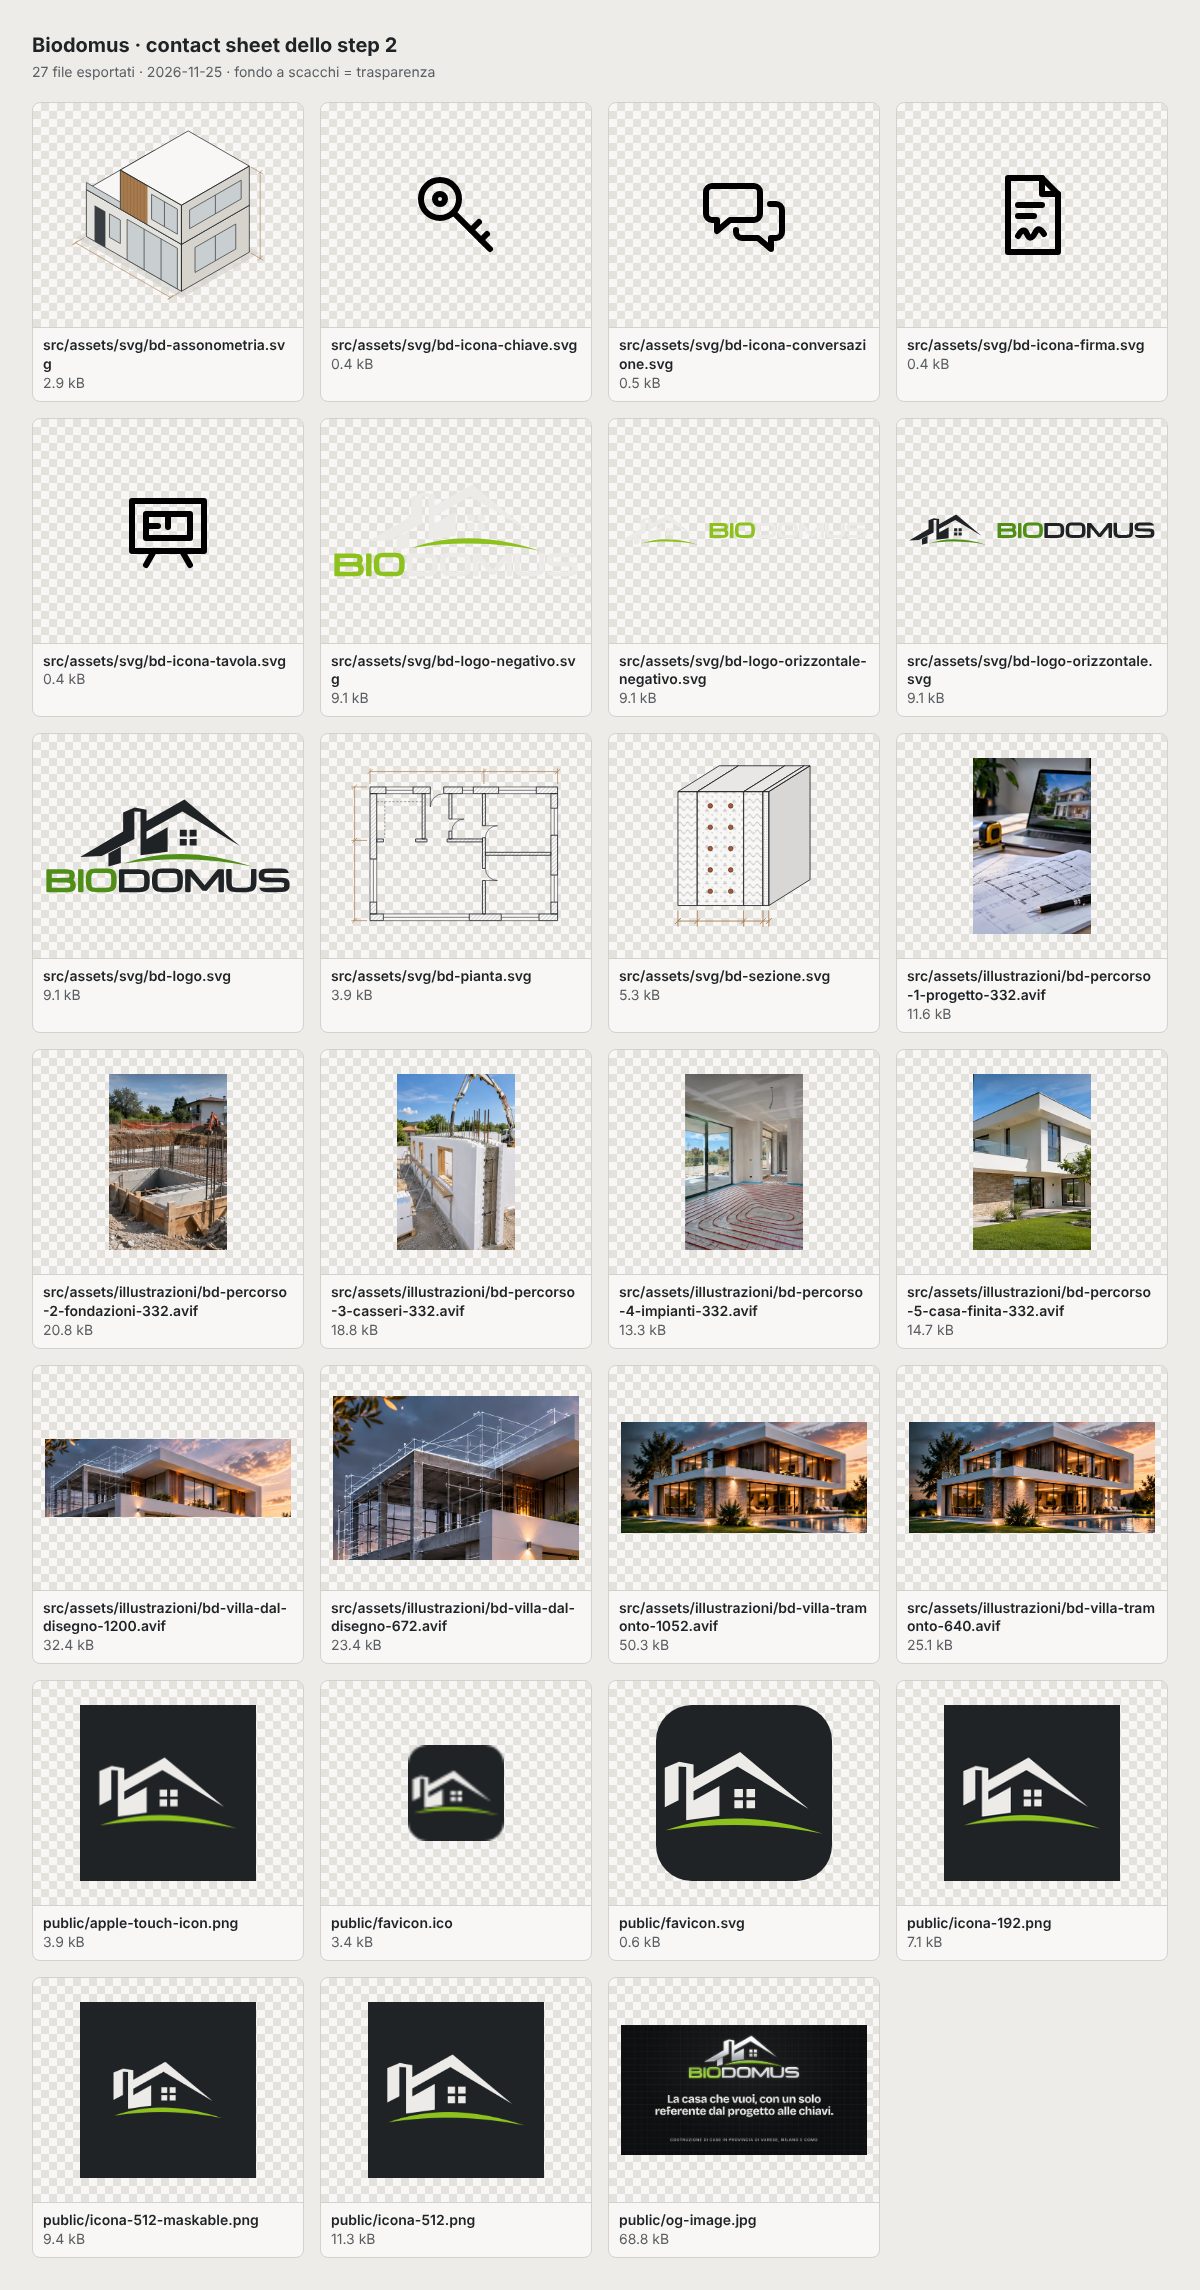 Biodomus · contact sheet dello step 2
27 file esportati · 2026-11-25 · fondo a scacchi = trasparenza
src/assets/svg/bd-assonometria.sv
g
2.9 kB
src/assets/svg/bd-icona-chiave.svg
0.4 kB
src/assets/svg/bd-icona-conversazi
one.svg
0.5 kB
src/assets/svg/bd-icona-firma.svg
0.4 kB
src/assets/svg/bd-icona-tavola.svg
0.4 kB
BIO
src/assets/svg/bd-logo-negativo.sv
g
9.1 kB
BIO
src/assets/svg/bd-logo-orizzontale-
negativo.svg
9.1 kB
BIODOMUS
src/assets/svg/bd-logo-orizzontale.
svg
9.1 kB
BIODOMUS
src/assets/svg/bd-logo.svg
9.1 kB
src/assets/svg/bd-pianta.svg
3.9 kB
src/assets/svg/bd-sezione.svg
5.3 kB
src/assets/illustrazioni/bd-percorso
-1-progetto-332.avif
11.6 kB
src/assets/illustrazioni/bd-percorso
-2-fondazioni-332.avif
20.8 kB
src/assets/illustrazioni/bd-percorso
-3-casseri-332.avif
18.8 kB
src/assets/illustrazioni/bd-percorso
-4-impianti-332.avif
13.3 kB
src/assets/illustrazioni/bd-percorso
-5-casa-finita-332.avif
14.7 kB
src/assets/illustrazioni/bd-villa-dal-
disegno-1200.avif
32.4 kB
src/assets/illustrazioni/bd-villa-dal-
disegno-672.avif
23.4 kB
src/assets/illustrazioni/bd-villa-tram
onto-1052.avif
50.3 kB
src/assets/illustrazioni/bd-villa-tram
onto-640.avif
25.1 kB
public/apple-touch-icon.png
3.9 kB
public/favicon.ico
3.4 kB
public/favicon.svg
0.6 kB
public/icona-192.png
7.1 kB
public/icona-512-maskable.png
9.4 kB
public/icona-512.png
11.3 kB
BIODOMUS
La casa che vuoi, con un solo
referente dal progetto alle chiavi.
COSTRUZIONE DI CASE IN PROVINCIA DI VARESE, MILANO E COMO
public/og-image.jpg
68.8 kB